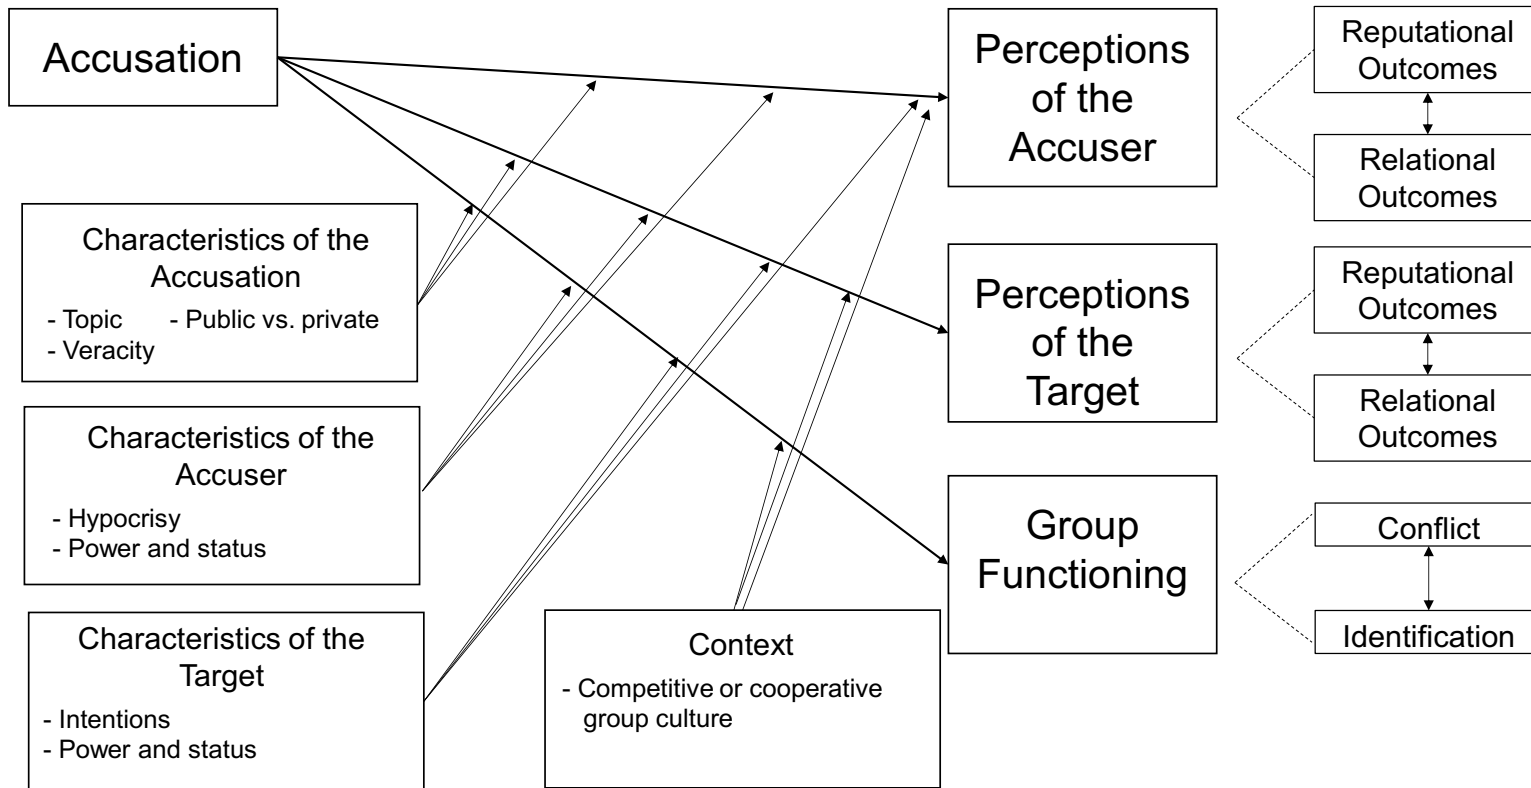 Accusation
Characteristics of the
Accusation
- Topic - Public vs. private
- Veracity
Characteristics of the
Accuser
- Hypocrisy
- Power and status
Characteristics of the
Target
- Intentions
- Power and status
Context
- Competitive or cooperative
group culture
Perceptions
of the
Accuser
Reputational
Outcomes
Relational
Outcomes
Perceptions
of the
Target
Reputational
Outcomes
Relational
Outcomes
Group
Functioning
Conflict
Identification